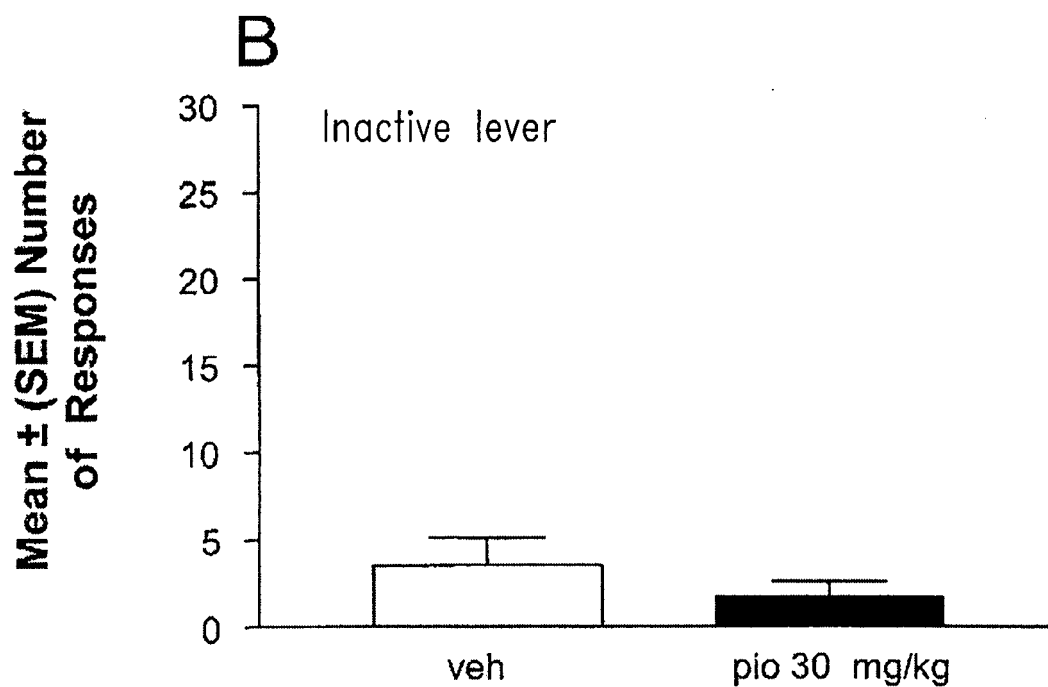 B
Inactive lever
Mean ± (SEM) Number
of Responses
30
25
20
15
10
5
0
veh
pio 30 mg/kg